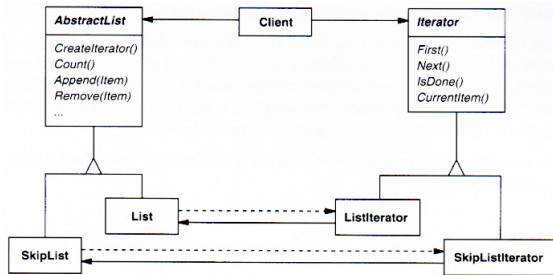 AbstractList
Client
Iterator
CreateIterator()
Count()
Append(Item)
Remove(Item)
...
First()
Next()
IsDone()
CurrentItem()
List
ListIterator
SkipList
SkipListIterator